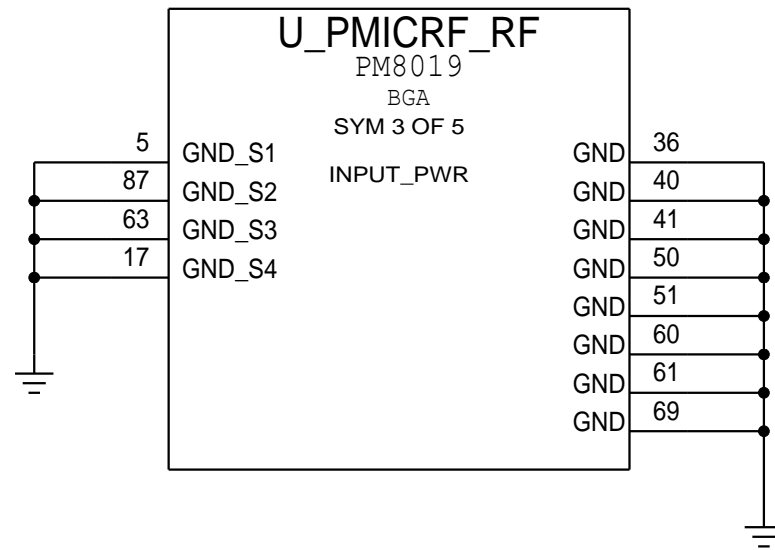 U_PMICRF_RF
PM8019
BGA
SYM 3 OF 5
INPUT_PWR
5 GND_S1
87 GND_S2
63 GND_S3
17 GND_S4
GND 36
GND 40
GND 41
GND 50
GND 51
GND 60
GND 61
GND 69